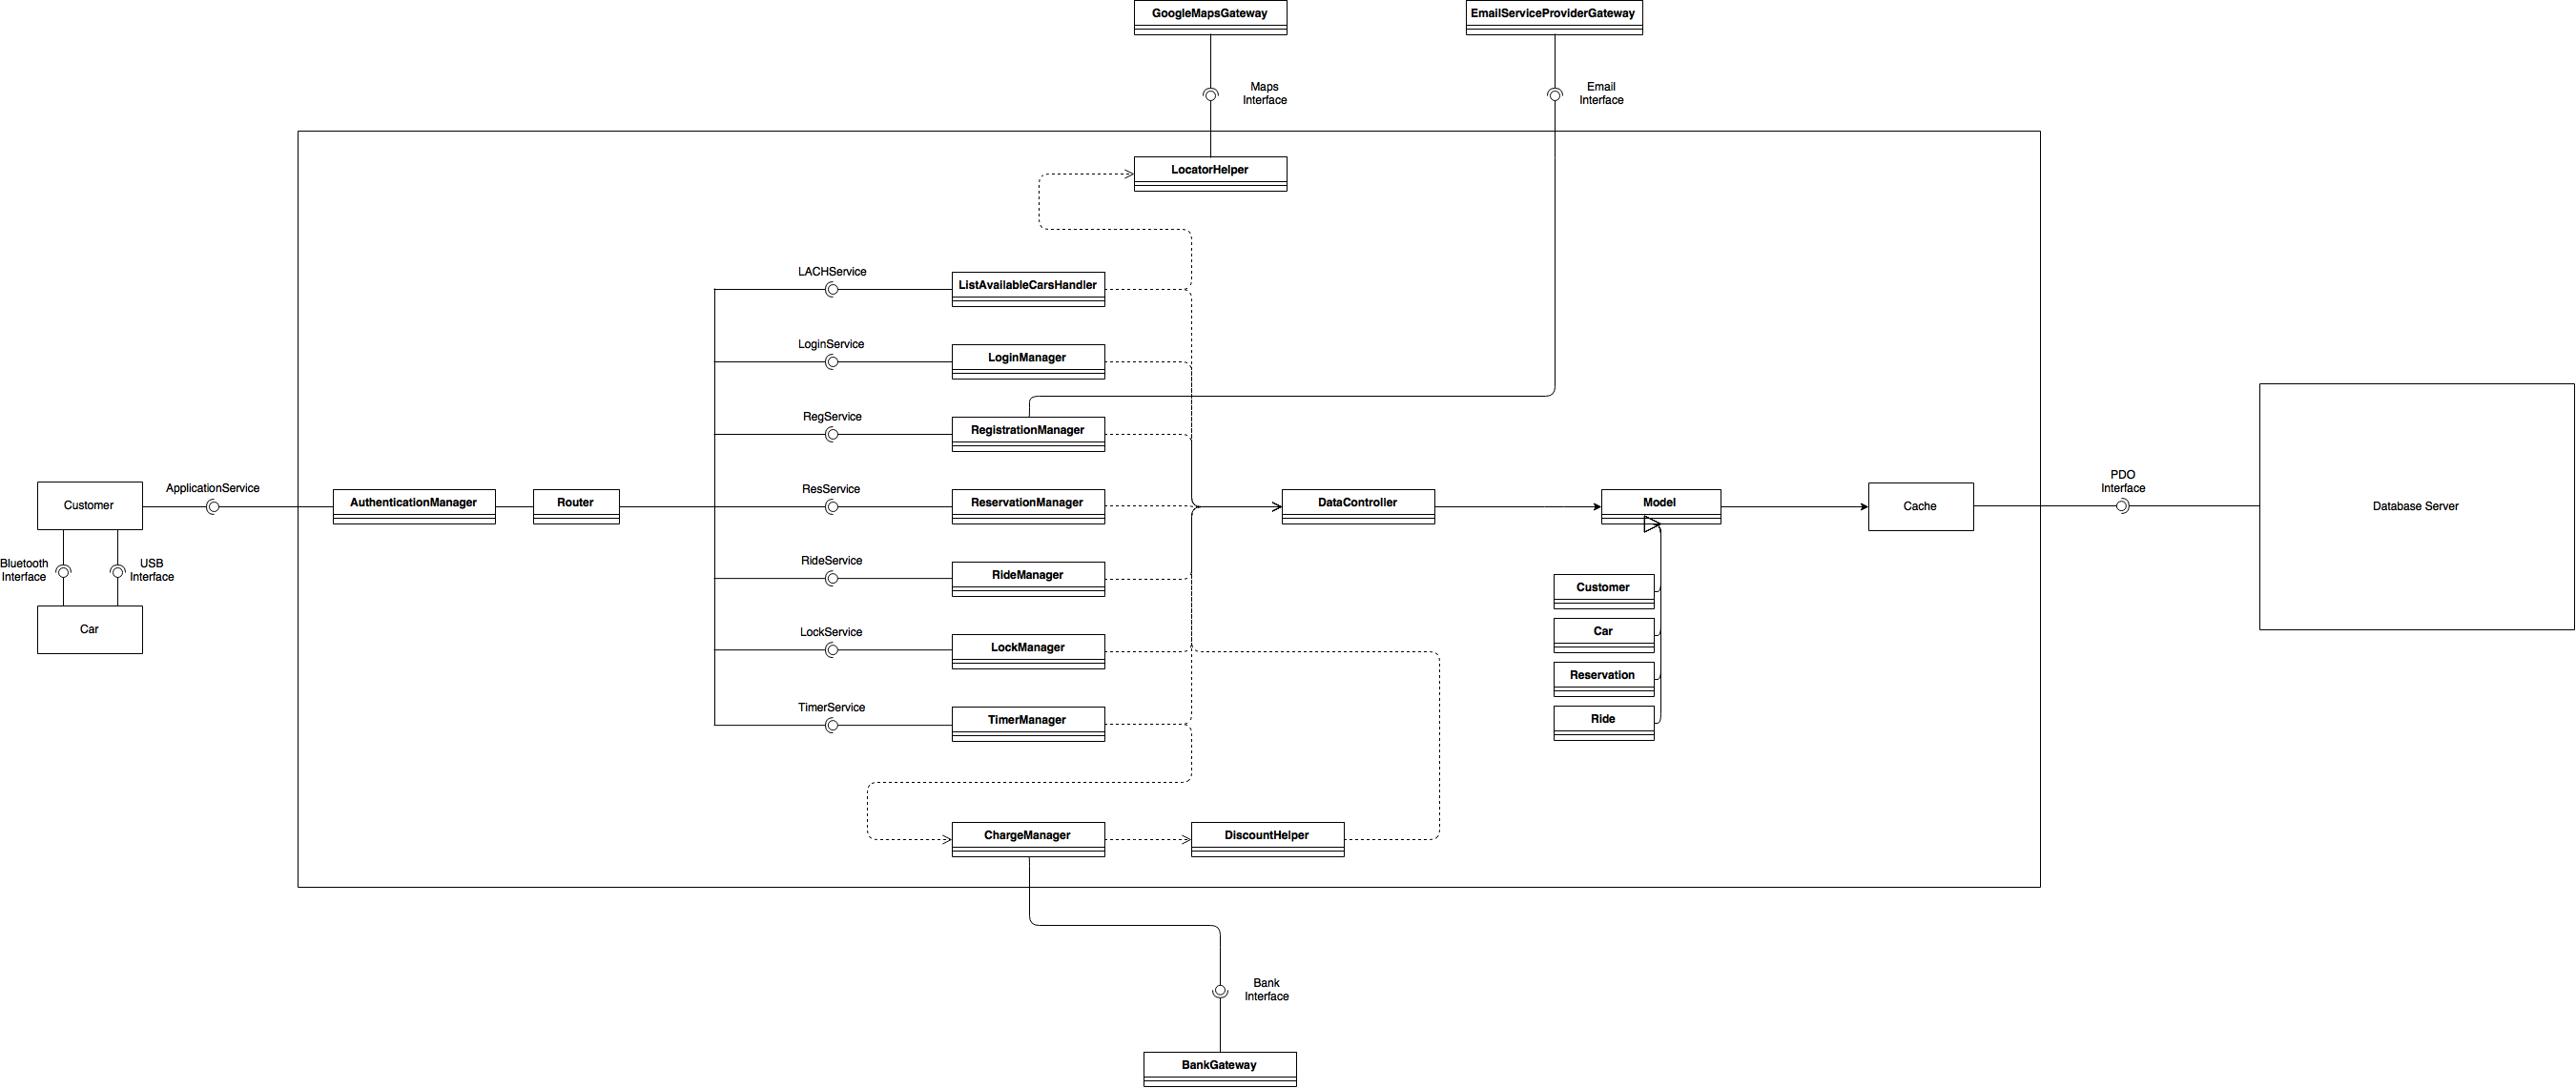 GoogleMapsGateway
EmailServiceProviderGateway
Maps
Interface
Email
Interface
LocatorHelper
LACHService
ListAvailableCarsHandler
LoginService
LoginManager
RegService
RegistrationManager
Customer
ApplicationService
AuthenticationManager
Router
ResService
ReservationManager
DataController
Model
Cache
PDO
Interface
Database Server
Bluetooth
Interface
USB
Interface
Car
RideService
RideManager
Customer
Car
LockService
LockManager
Reservation
Ride
TimerService
TimerManager
ChargeManager
DiscountHelper
Bank
Interface
BankGateway